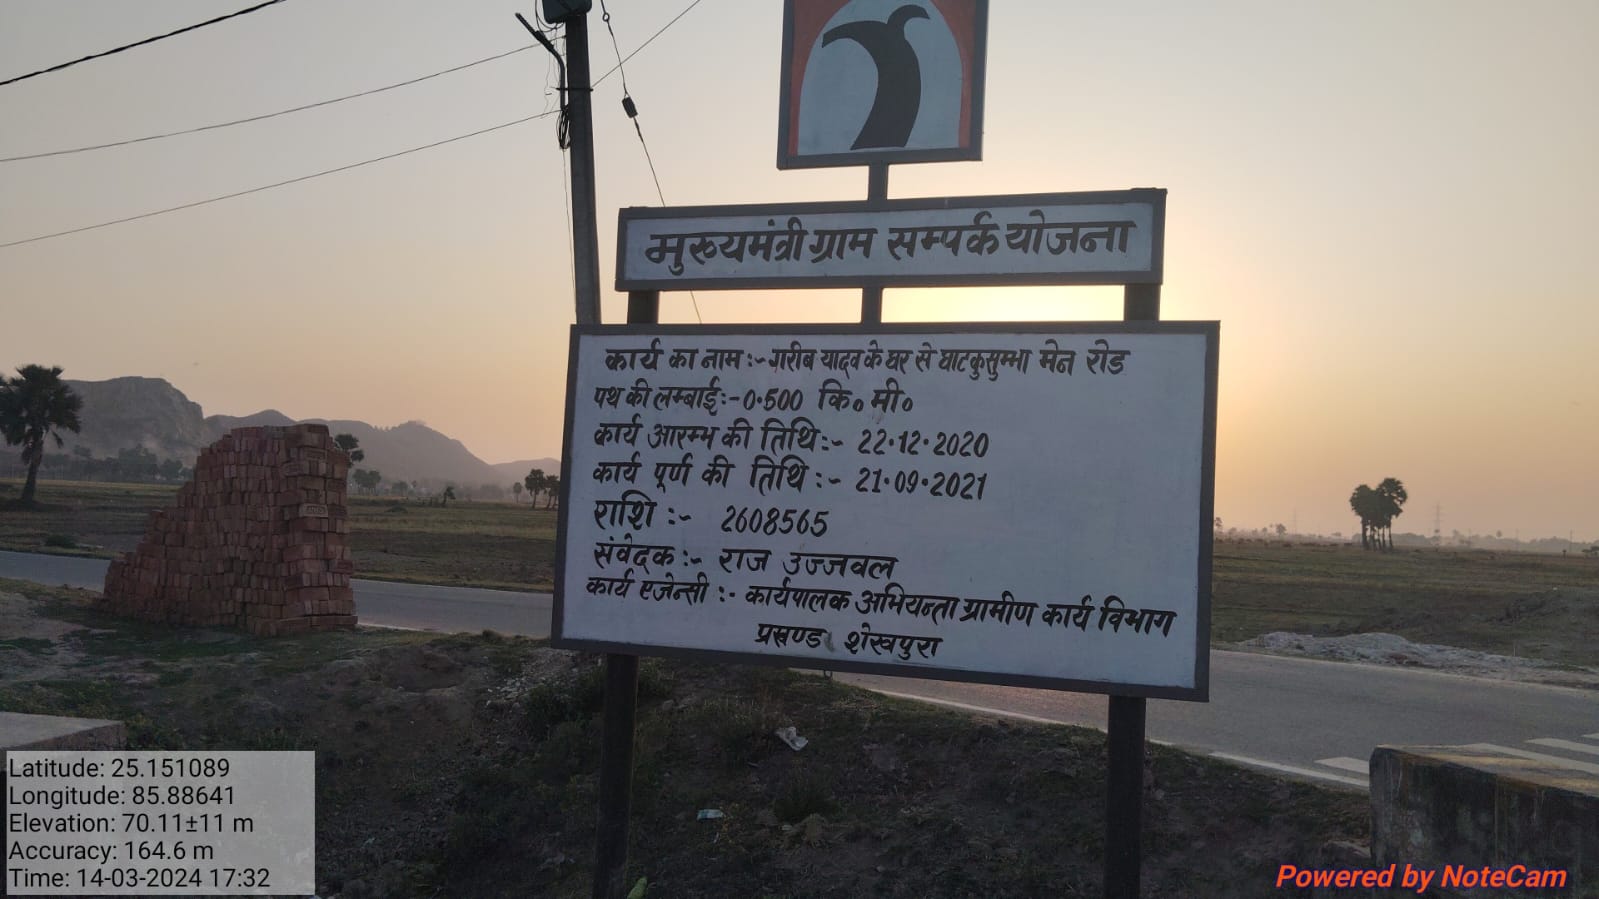 मुख्यमंत्री ग्राम सम्पर्क योजना
कार्य का नाम :- गरीब यादव के घर से घाटकुसुम्भा मेन रोड
पथ की लम्बाई :- 0.500 कि० मी०
कार्य आरम्भ की तिथि :- 22.12.2020
कार्य पूर्ण की तिथि :- 21.09.2021
राशि :- 2608565
संवेदक :- राज उज्जवल
कार्य एजेन्सी :- कार्यपालक अभियन्ता ग्रामीण कार्य विभाग
प्रखण्ड शेखपुरा
Latitude: 25.151089
Longitude: 85.88641
Elevation: 70.11±11 m
Accuracy: 164.6 m
Time: 14-03-2024 17:32
Powered by NoteCam